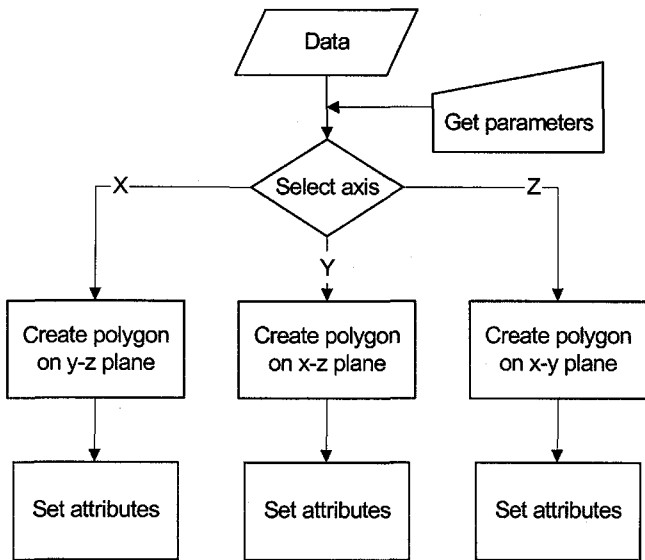 Data
Get parameters
Select axis
X
Z
Y
Create polygon
on y-z plane
Create polygon
on x-z plane
Create polygon
on x-y plane
Set attributes
Set attributes
Set attributes